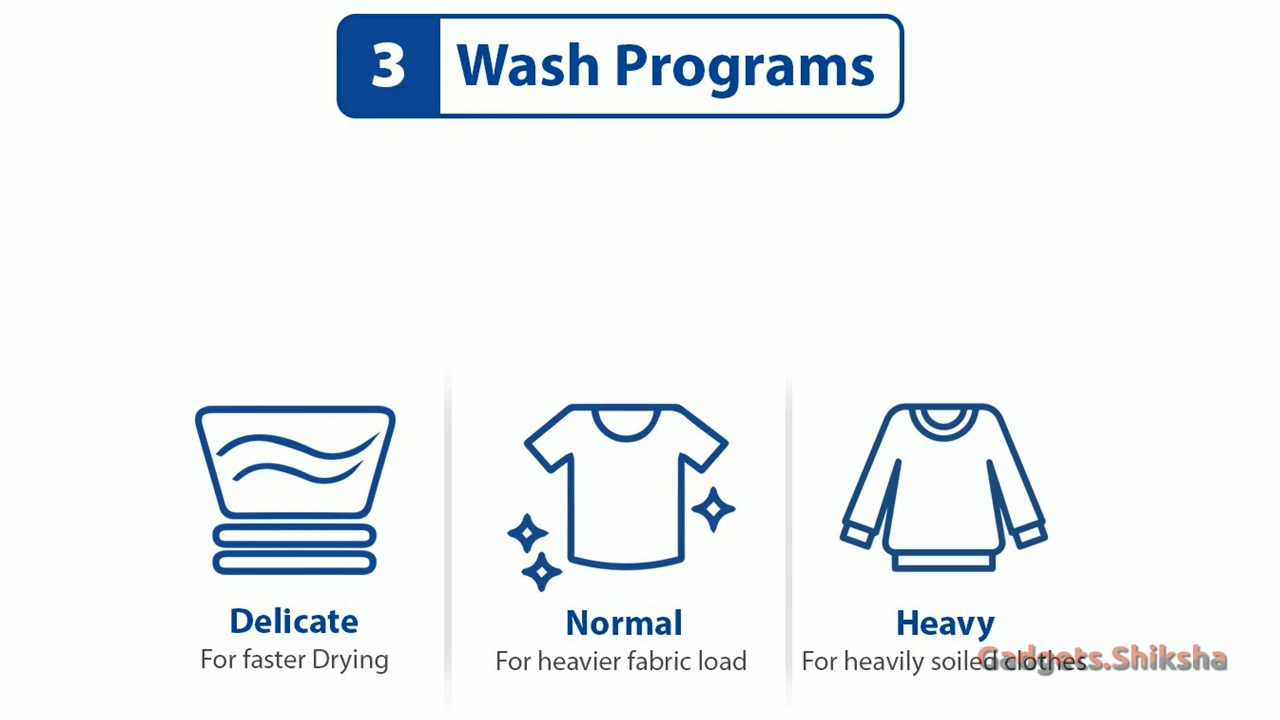 3 Wash Programs
Delicate
For faster Drying
Normal
For heavier fabric load
Heavy
For heavily soiled clothes
Gadgets.Shiksha